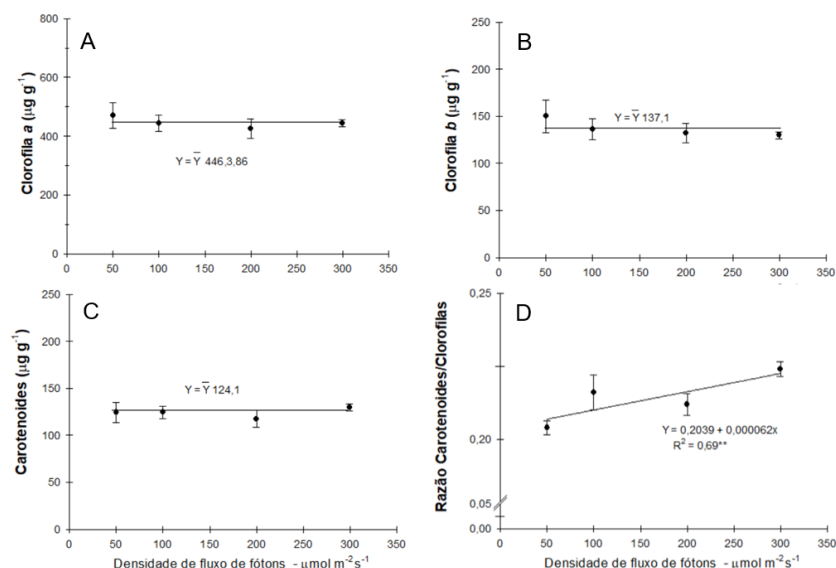 A
Clorofila a (µg g⁻¹)
800
600
400
200
0
Y = Y̅ 446,3,86
0 50 100 150 200 250 300 350
B
Clorofila b (µg g⁻¹)
250
200
150
100
50
0
Y = Y̅ 137,1
0 50 100 150 200 250 300 350
C
Carotenoides (µg g⁻¹)
250
200
150
100
50
0
Y = Y̅ 124,1
0 50 100 150 200 250 300 350
Densidade de fluxo de fótons - µmol m⁻²s⁻¹
D
Razão Carotenoides/Clorofilas
0,25
0,20
0,05
0,00
Y = 0,2039 + 0,000062x
R² = 0,69**
0 50 100 150 200 250 300 350
Densidade de fluxo de fótons - µmol m⁻²s⁻¹